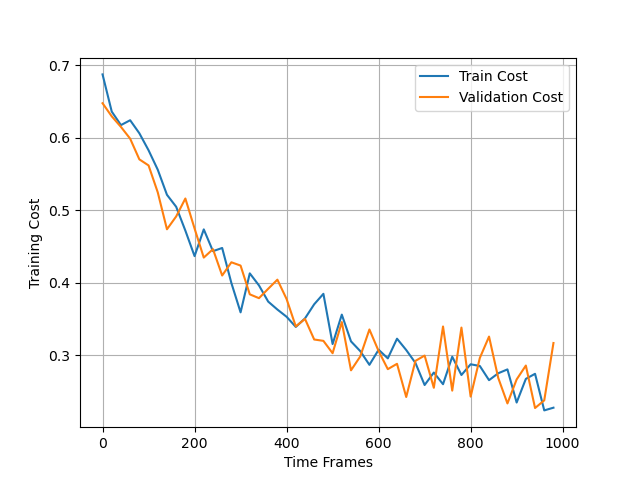 Train Cost
Validation Cost
0.7
0.6
0.5
0.4
0.3
Training Cost
0 200 400 600 800 1000
Time Frames